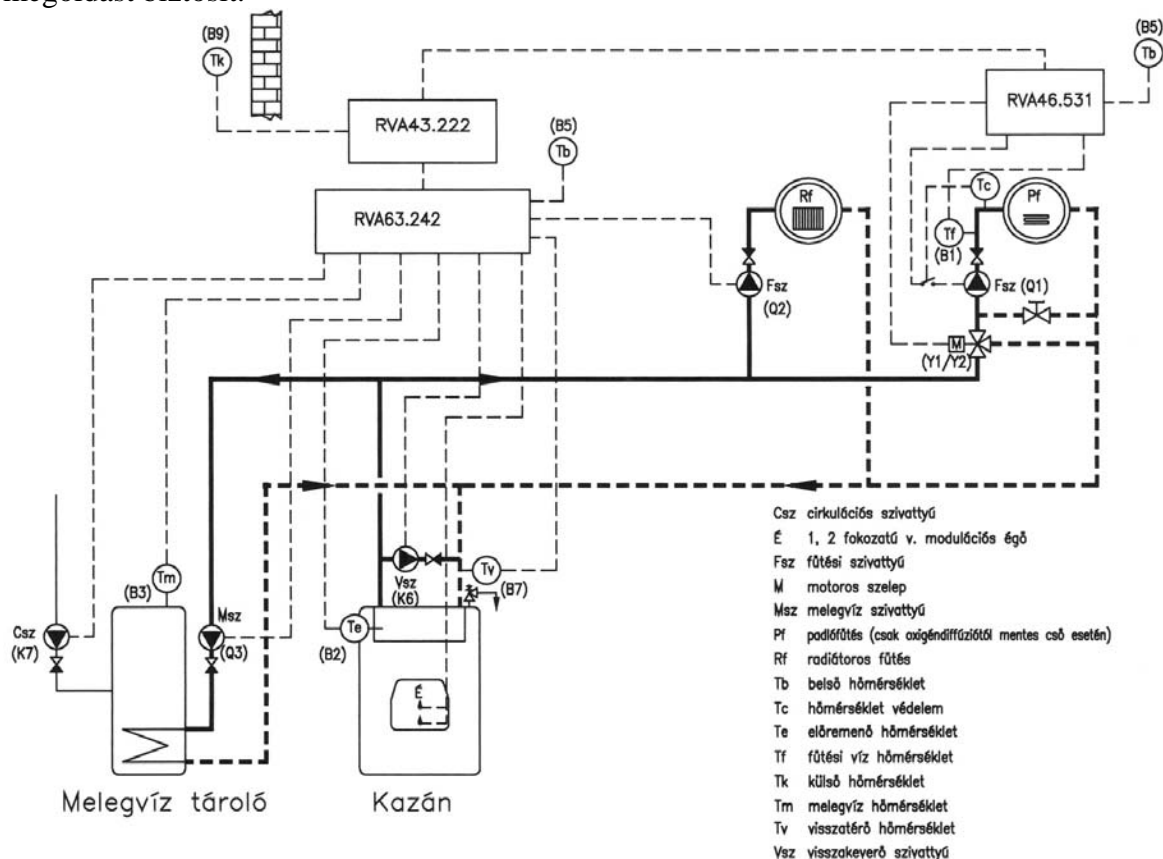 (B9)
Tk
RVA43.222
(B5)
Tb
RVA63.242
(B5)
Tb
RVA46.531
Tc
Rf
Pf
Tf
(B1)
Fsz
(Q2)
Fsz (Q1)
M
(Y1/Y2)
(B3)
Tm
Csz
(K7)
Msz
(Q3)
Vsz
(K6)
Tv
(B7)
Te
(B2)
É
Melegvíz tároló
Kazán
Csz cirkulációs szivattyú
É 1, 2 fokozatú v. modulációs égő
Fsz fűtési szivattyú
M motoros szelep
Msz melegvíz szivattyú
Pf padlófűtés (csak oxigéndiffúziótól mentes cső esetén)
Rf radiátoros fűtés
Tb belső hőmérséklet
Tc hőmérséklet védelem
Te előremenő hőmérséklet
Tf fűtési víz hőmérséklet
Tk külső hőmérséklet
Tm melegvíz hőmérséklet
Tv visszatérő hőmérséklet
Vsz visszakeverő szivattyú